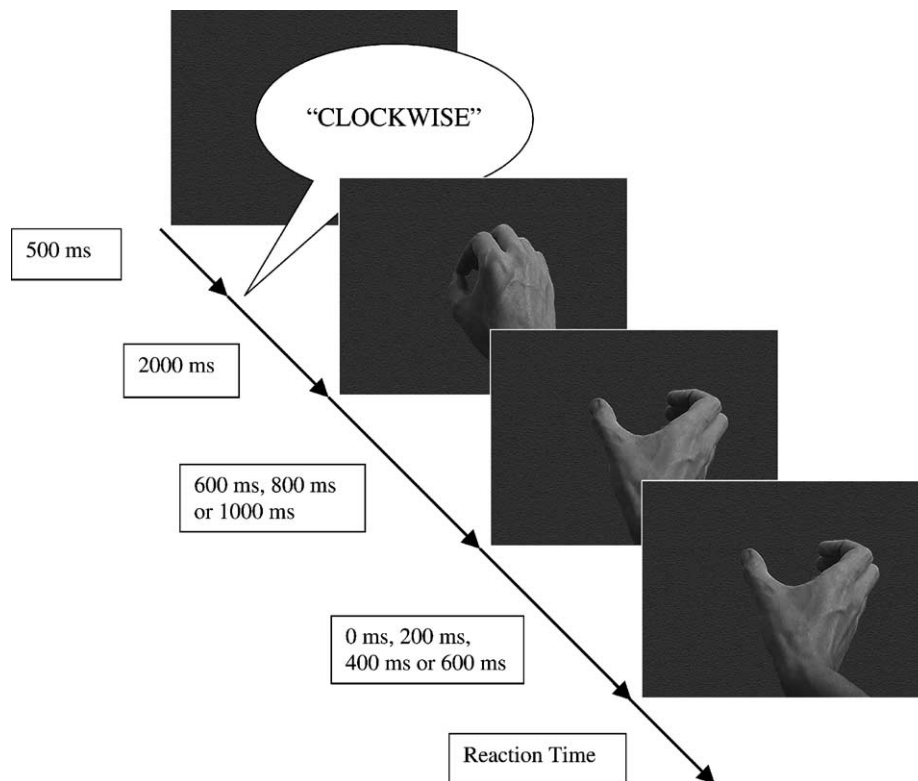 “CLOCKWISE”
500 ms
2000 ms
600 ms, 800 ms
or 1000 ms
0 ms, 200 ms,
400 ms or 600 ms
Reaction Time